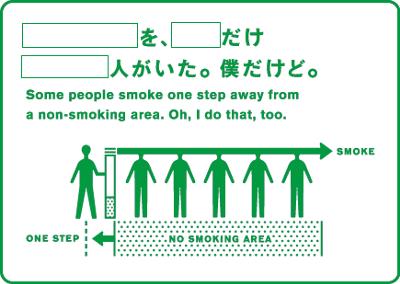 を、だけ
人がいた。僕だけど。
Some people smoke one step away from
a non-smoking area. Oh, I do that, too.
SMOKE
ONE STEP
NO SMOKING AREA